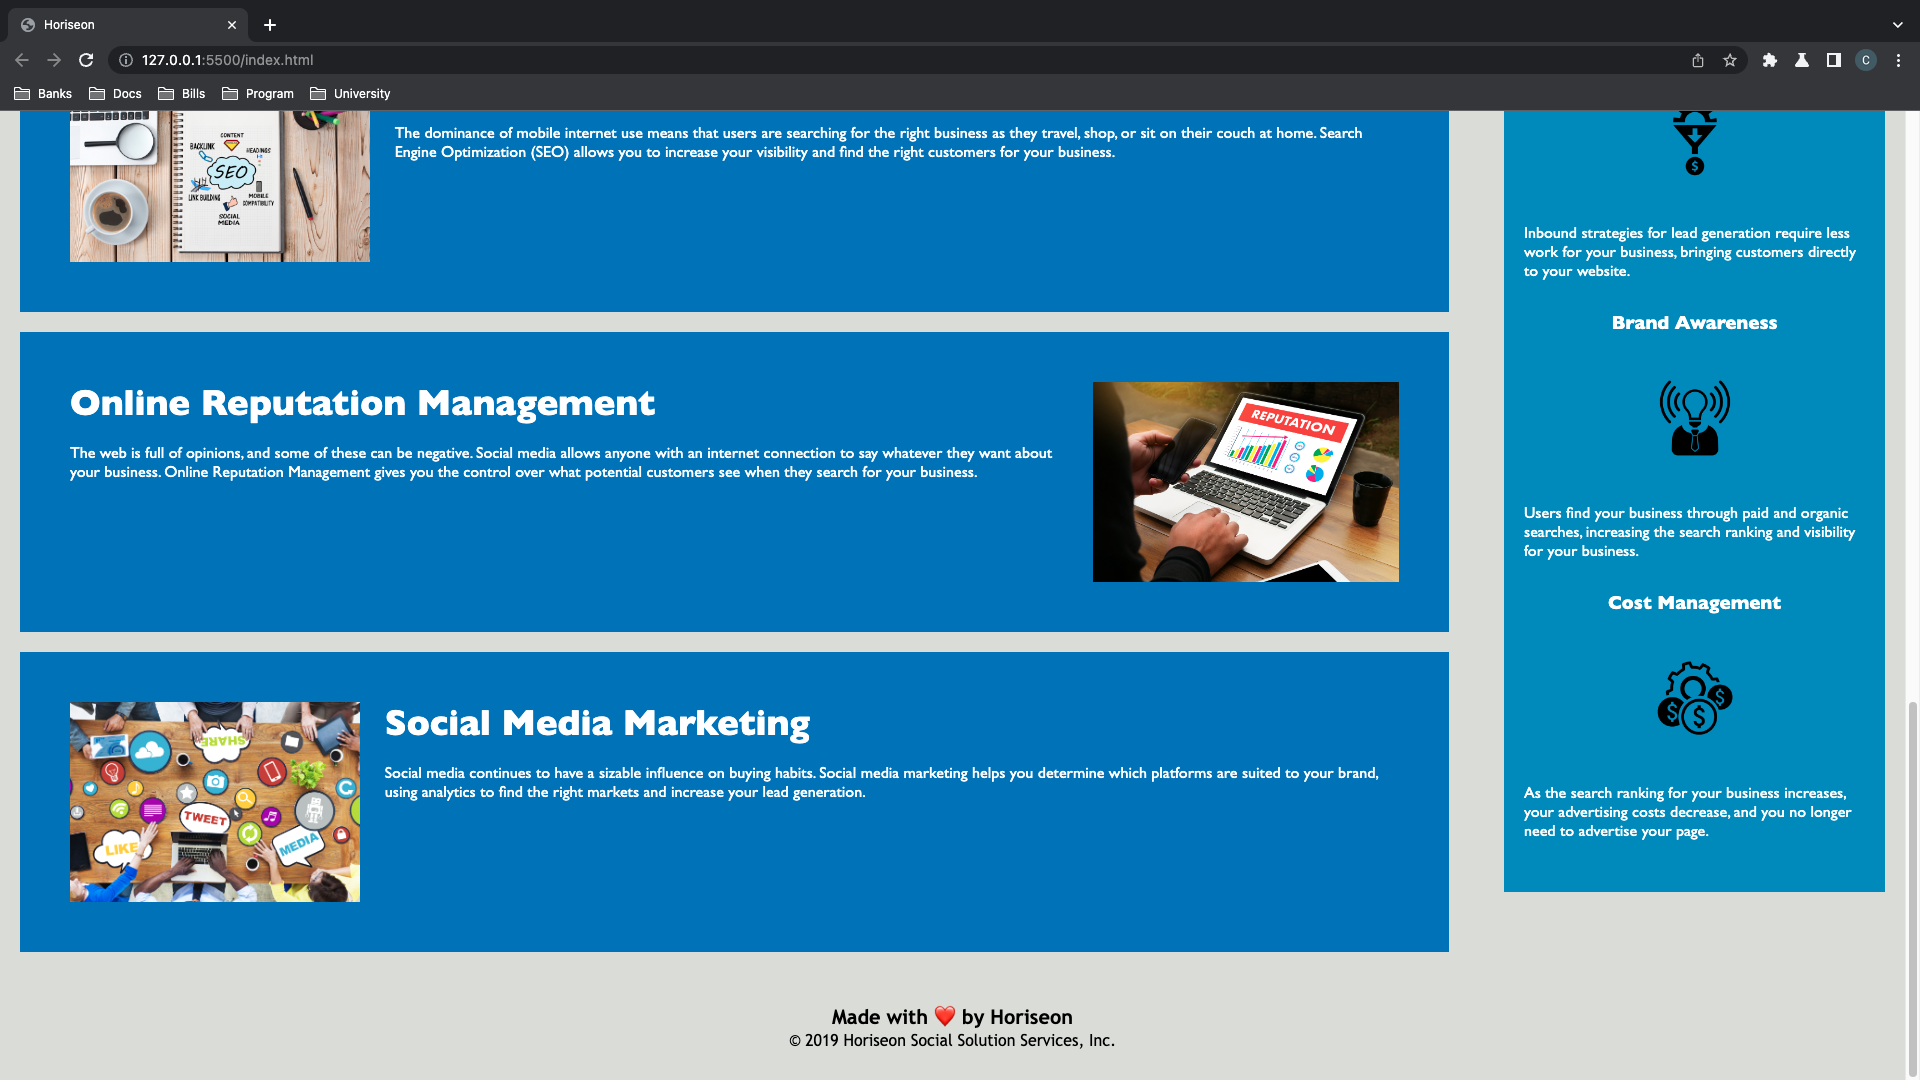 Horiseon
127.0.0.1:5500/index.html
C
Banks
Docs
Bills
Program
University
CONTENT
BACKLINK
HEADINGS
SEO
LINK BUILDING
MOBILE
COMPATIBILITY
SOCIAL
MEDIA
The dominance of mobile internet use means that users are searching for the right business as they travel, shop, or sit on their couch at home. Search
Engine Optimization (SEO) allows you to increase your visibility and find the right customers for your business.
Online Reputation Management
The web is full of opinions, and some of these can be negative. Social media allows anyone with an internet connection to say whatever they want about
your business. Online Reputation Management gives you the control over what potential customers see when they search for your business.
REPUTATION
SHARE
TWEET
LIKE
MEDIA
Social Media Marketing
Social media continues to have a sizable influence on buying habits. Social media marketing helps you determine which platforms are suited to your brand,
using analytics to find the right markets and increase your lead generation.
$
Inbound strategies for lead generation require less
work for your business, bringing customers directly
to your website.
Brand Awareness
Users find your business through paid and organic
searches, increasing the search ranking and visibility
for your business.
Cost Management
$ $ $
As the search ranking for your business increases,
your advertising costs decrease, and you no longer
need to advertise your page.
Made with ❤️ by Horiseon
© 2019 Horiseon Social Solution Services, Inc.